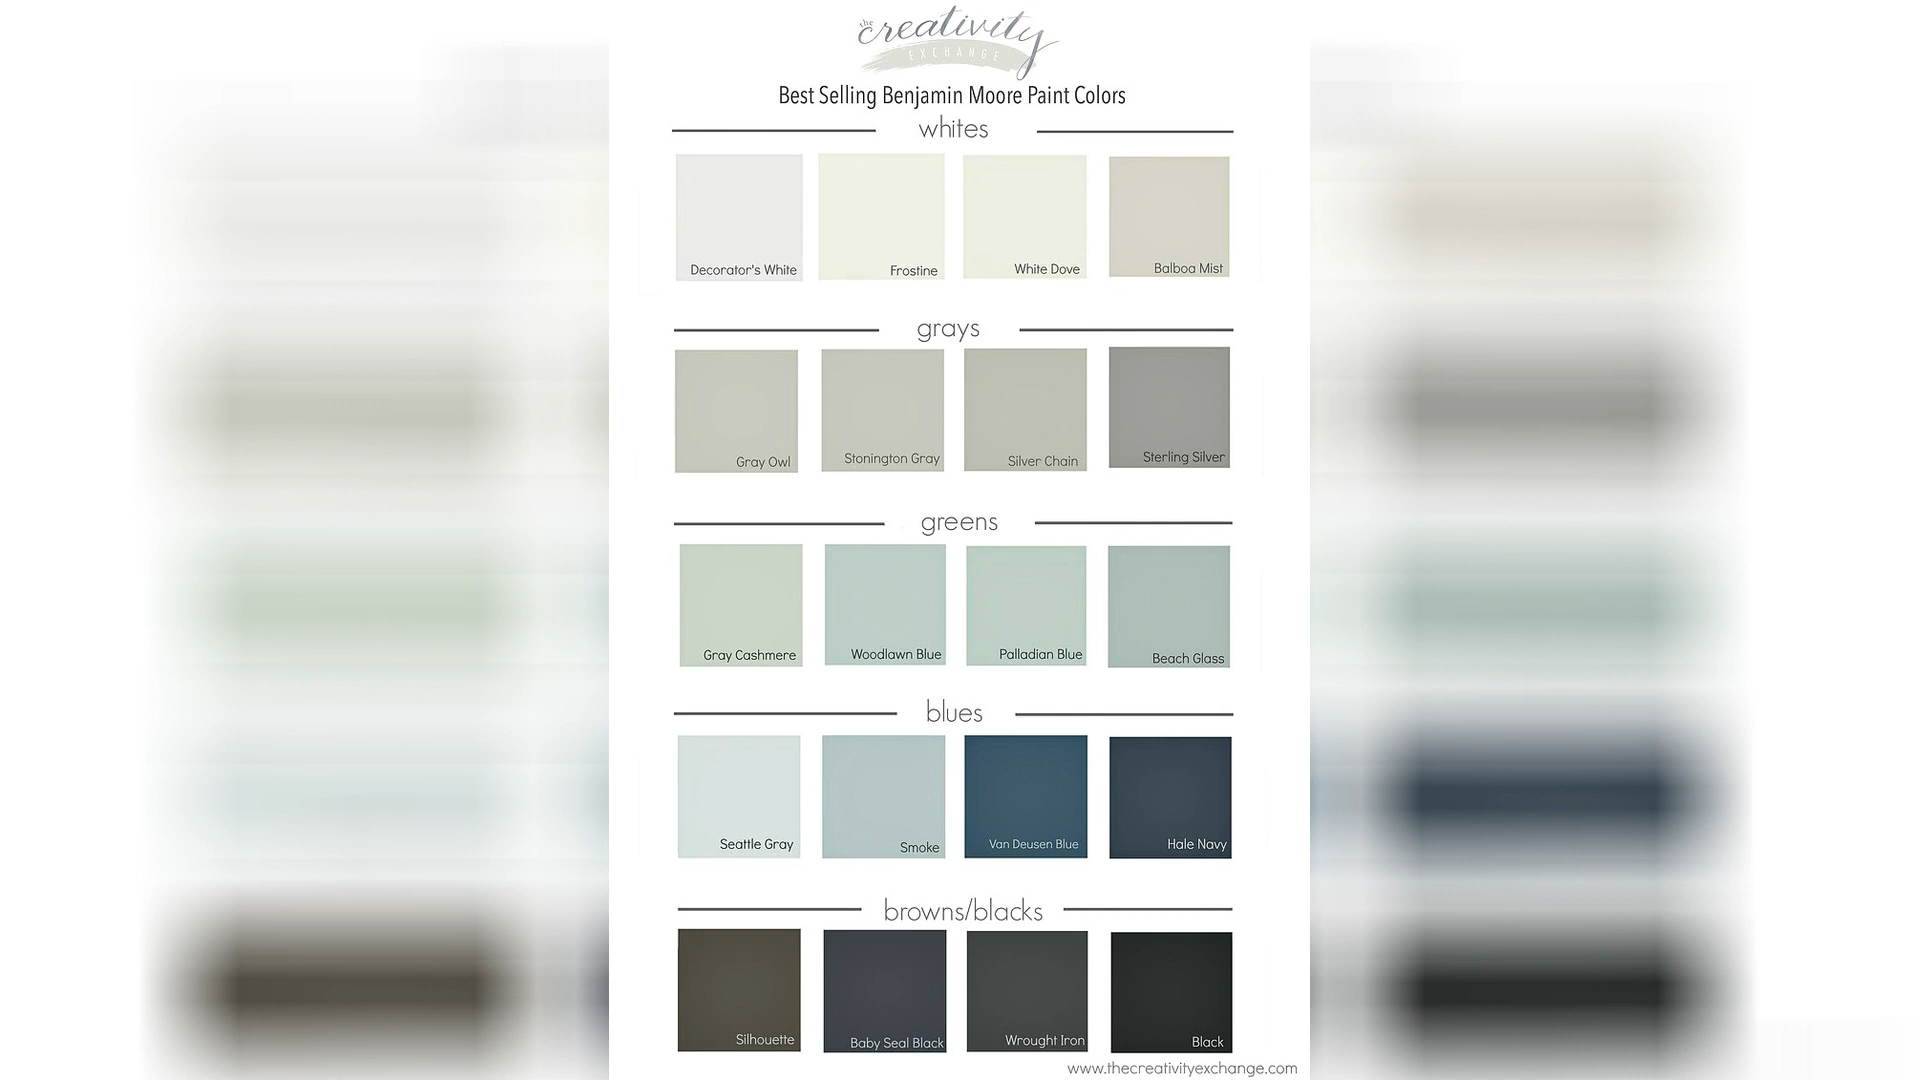 the creativity
EXCHANGE
Best Selling Benjamin Moore Paint Colors
whites
Decorator's White
Frostine
White Dove
Balboa Mist
grays
Gray Owl
Stonington Gray
Silver Chain
Sterling Silver
greens
Gray Cashmere
Woodlawn Blue
Palladian Blue
Beach Glass
blues
Seattle Gray
Smoke
Van Deusen Blue
Hale Navy
browns/blacks
Silhouette
Baby Seal Black
Wrought Iron
Black
www.thecreativityexchange.com